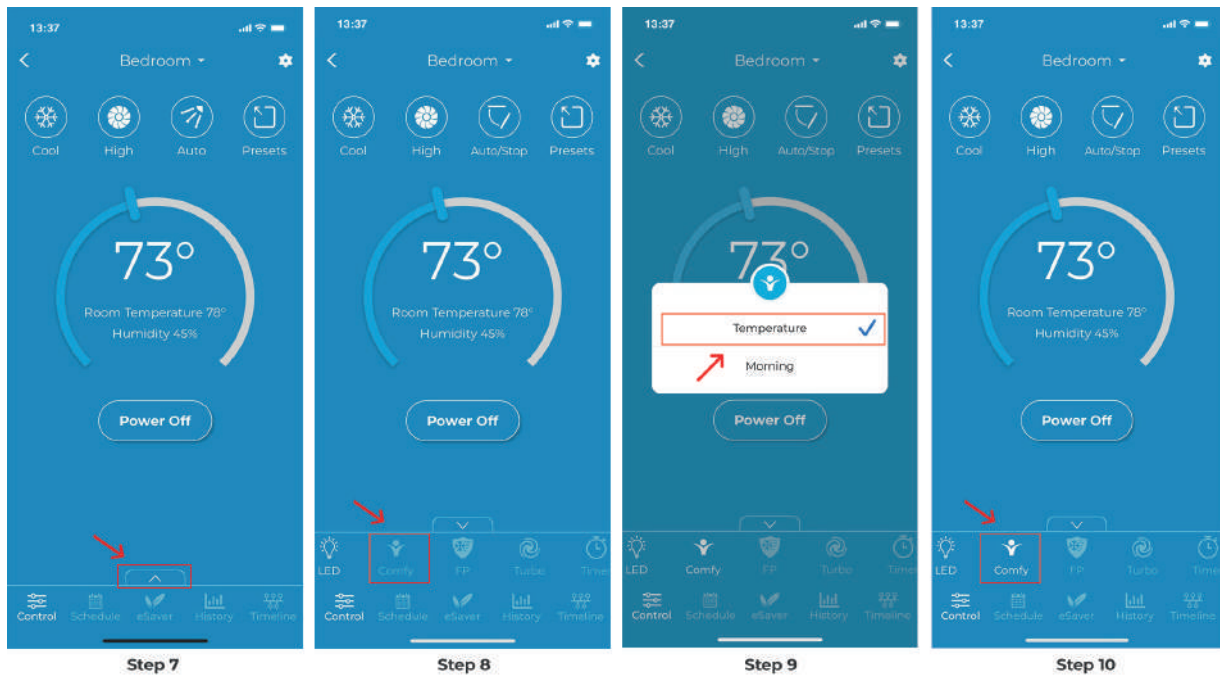 13:37
Bedroom
Cool High Auto Presets
73°
Room Temperature 78°
Humidity 45%
Power Off
Control Schedule eSaver History Timeline
Step 7
13:37
Bedroom
Cool High Auto/Stop Presets
73°
Room Temperature 78°
Humidity 45%
Power Off
LED Comfy FP Turbo Time
Control Schedule eSaver History Timeline
Step 8
13:37
Bedroom
Cool High Auto/Stop Presets
73°
Temperature
Morning
Power Off
LED Comfy FP Turbo Time
Control Schedule eSaver History Timeline
Step 9
13:37
Bedroom
Cool High Auto/Stop Presets
73°
Room Temperature 78°
Humidity 45%
Power Off
LED Comfy FP Turbo Time
Control Schedule eSaver History Timeline
Step 10